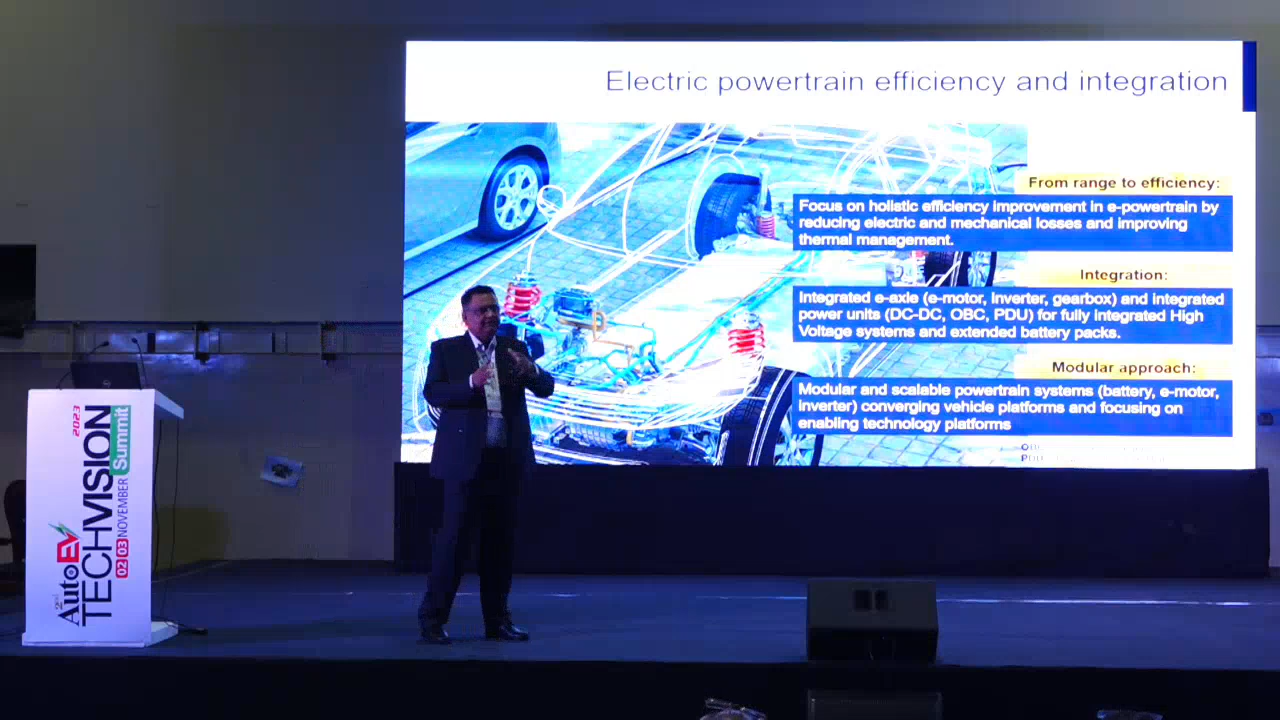 Electric powertrain efficiency and integration
From range to efficiency:
Focus on holistic efficiency improvement in e-powertrain by
reducing electric and mechanical losses and improving
thermal management.
Integration:
Integrated e-axle (e-motor, inverter, gearbox) and integrated
power units (DC-DC, OBC, PDU) for fully integrated High
Voltage systems and extended battery packs.
Modular approach:
Modular and scalable powertrain systems (battery, e-motor,
inverter) converging vehicle platforms and focusing on
enabling technology platforms
2nd AutoEV
TECHVISION
2023
Summit
02 03 NOVEMBER